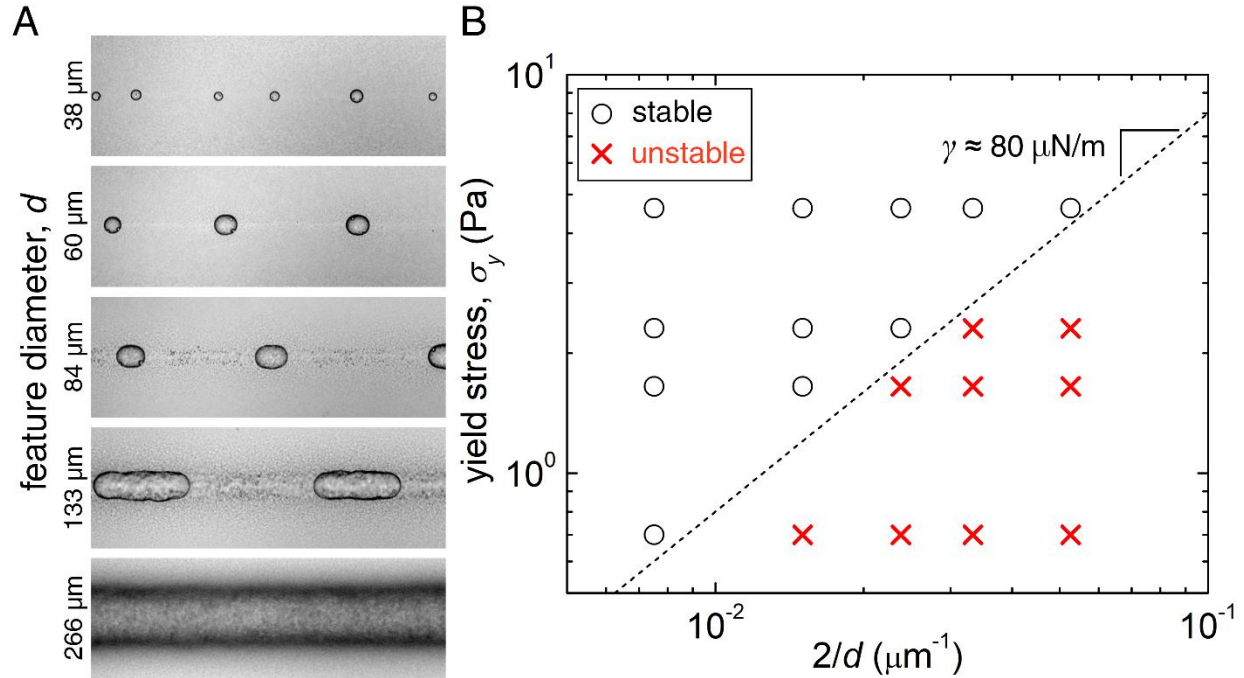 A
feature diameter, d
38 μm
60 μm
84 μm
133 μm
266 μm
B
yield stress, σy (Pa)
10¹
10⁰
stable
unstable
γ ≈ 80 μN/m
10⁻²
10⁻¹
2/d (μm⁻¹)